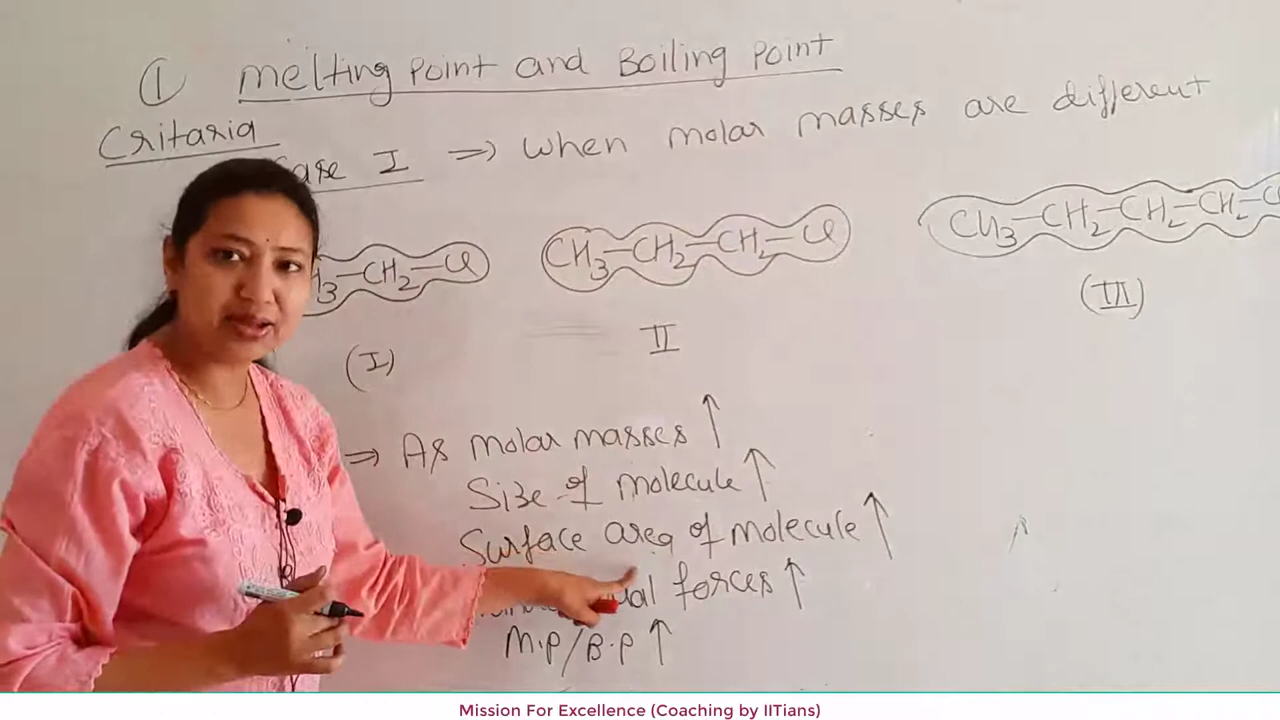 ① Melting Point and Boiling Point
Critaria
Case I ⇒ When molar masses are different
CH₃—CH₂—Cl
CH₃—CH₂—CH₂—Cl
CH₃—CH₂—CH₂—CH₂—
(I)
II
(III)
⇒ As molar masses ↑
Size of molecule ↑
Surface area of molecule ↑
forces ↑
M.P/B.P ↑
Mission For Excellence (Coaching by IITians)